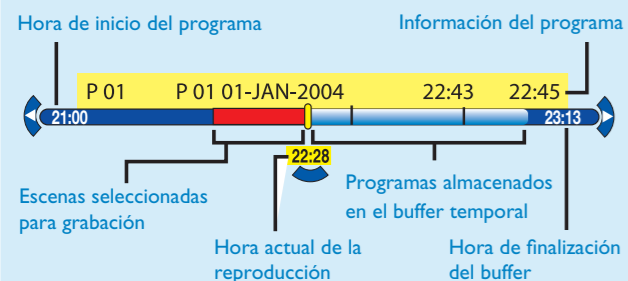 Hora de inicio del programa
Información del programa
P 01 P 01 01-JAN-2004 22:43 22:45
21:00 23:13
22:28
Escenas seleccionadas
para grabación
Programas almacenados
en el buffer temporal
Hora actual de la
reproducción
Hora de finalización
del buffer